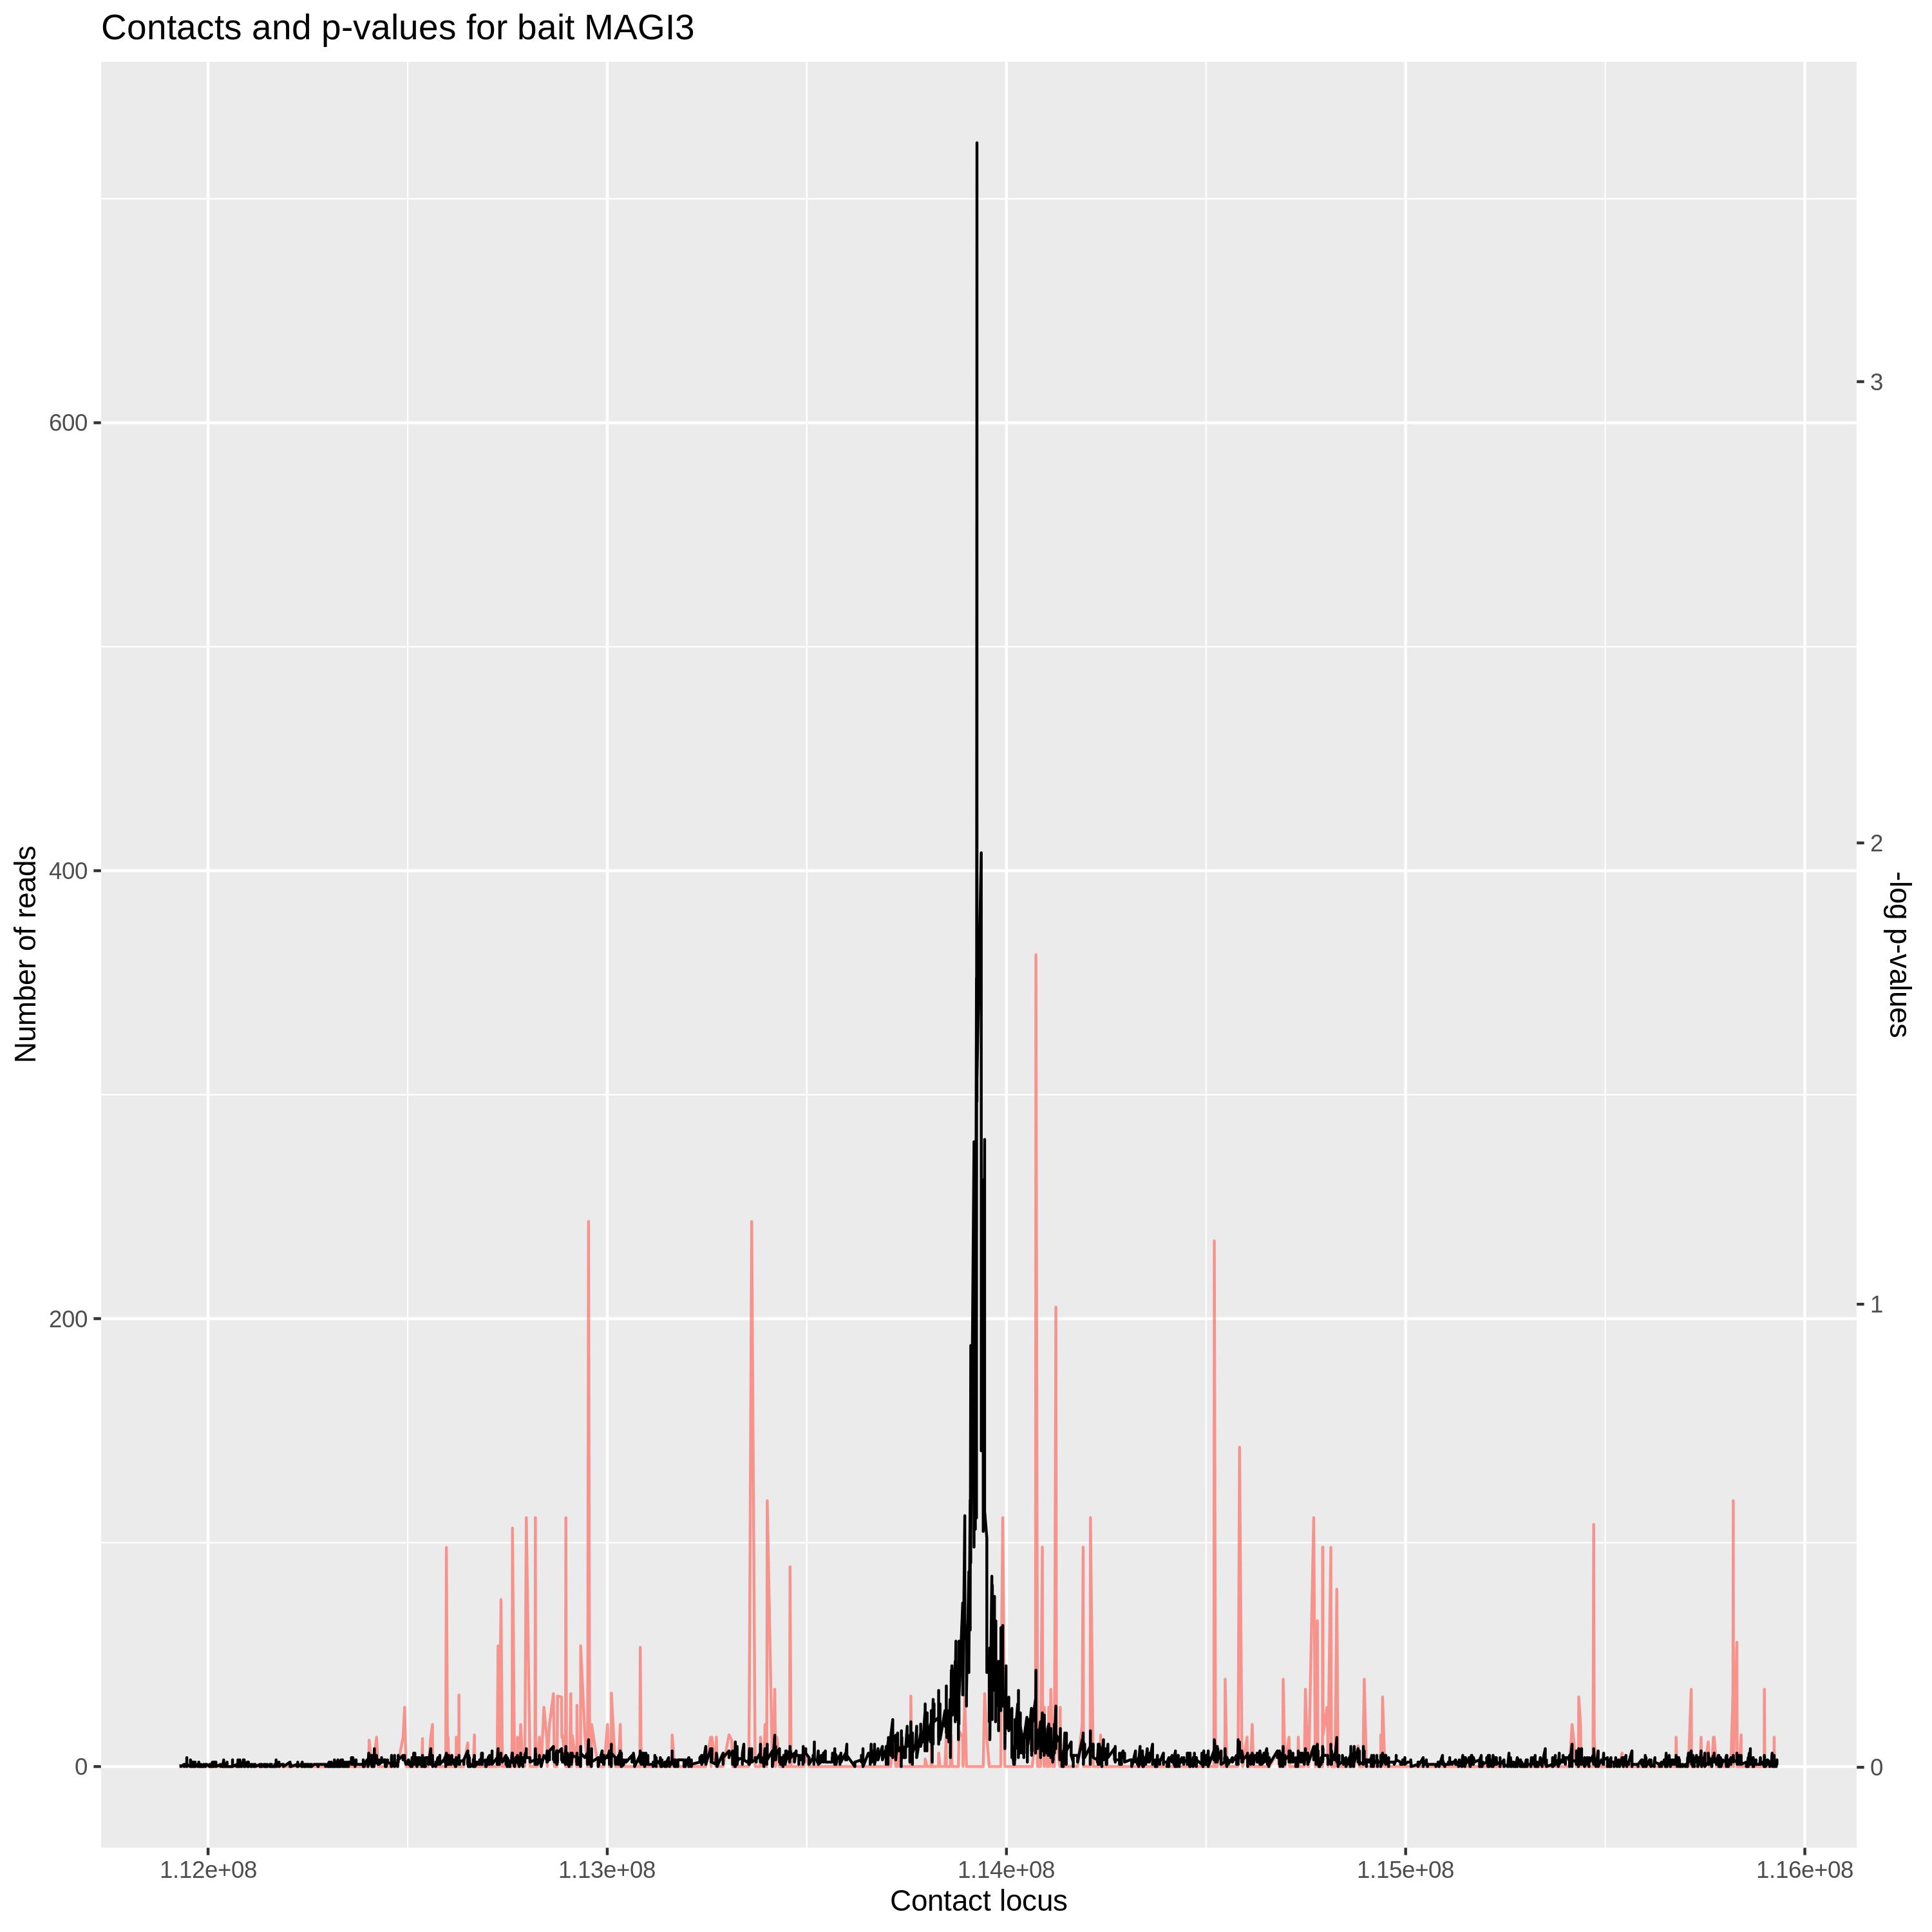 Contacts and p-values for bait MAGI3
Number of reads
600
400
200
0
3
2
1
0
-log p-values
1.12e+08
1.13e+08
1.14e+08
1.15e+08
1.16e+08
Contact locus